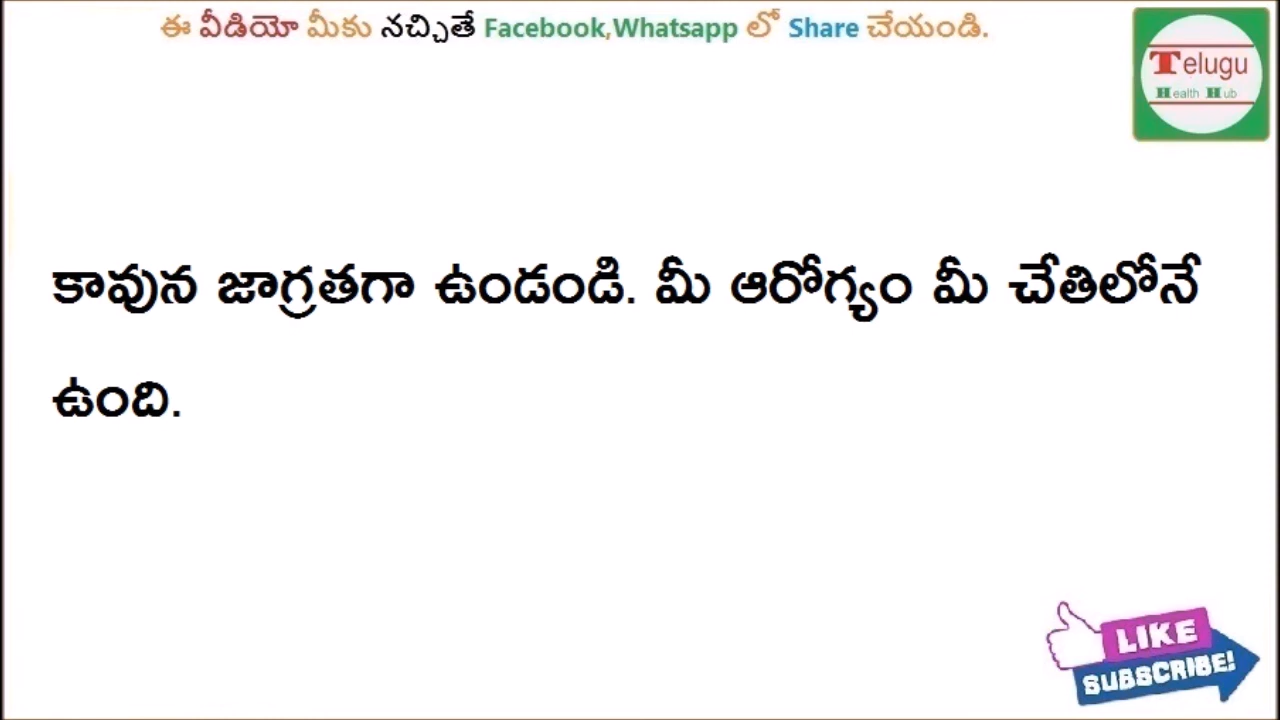 ఈ వీడియో మీకు నచ్చితే Facebook,Whatsapp లో Share చేయండి.
Telugu
Health Hub
కావున జాగ్రతగా ఉండండి. మీ ఆరోగ్యం మీ చేతిలోనే
ఉంది.
LIKE
SUBSCRIBE!